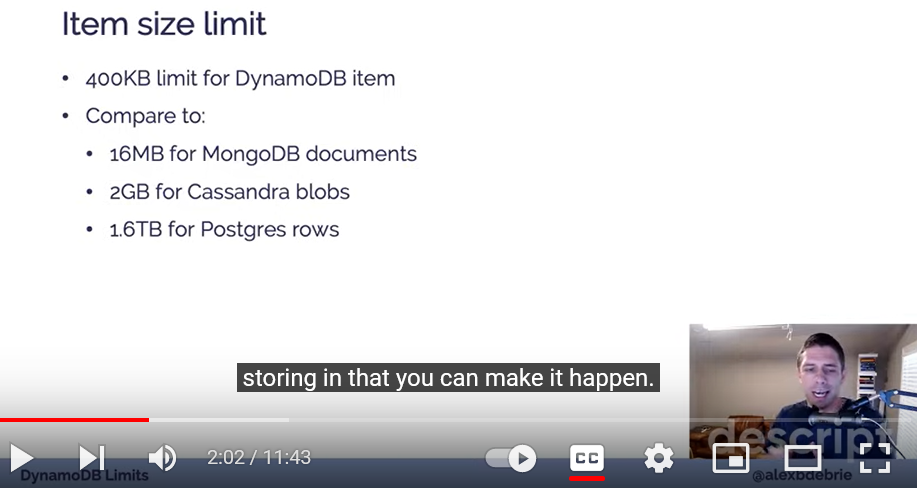 Item size limit
• 400KB limit for DynamoDB item
• Compare to:
• 16MB for MongoDB documents
• 2GB for Cassandra blobs
• 1.6TB for Postgres rows
storing in that you can make it happen.
descript
2:02 / 11:43
CC
DynamoDB Limits
@alexbdebrie